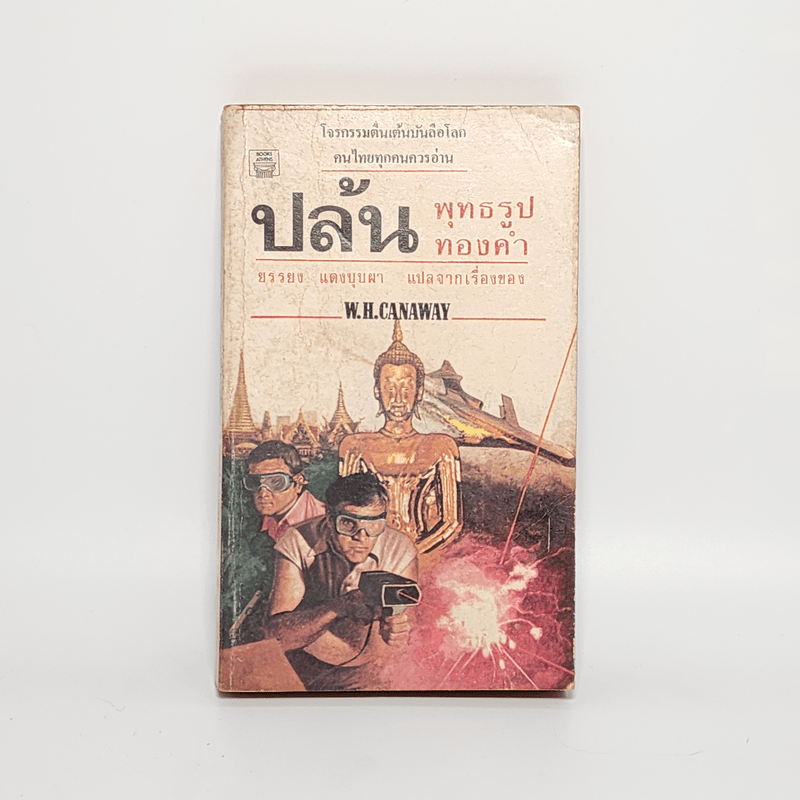 โจรกรรมตื่นเต้นบันลือโลก
คนไทยทุกคนควรอ่าน
BOOKS
ATHENS
ปล้น พุทธรูป
ทองคำ
ยรรยง แตงบุบผา แปลจากเรื่องของ
W.H.CANAWAY